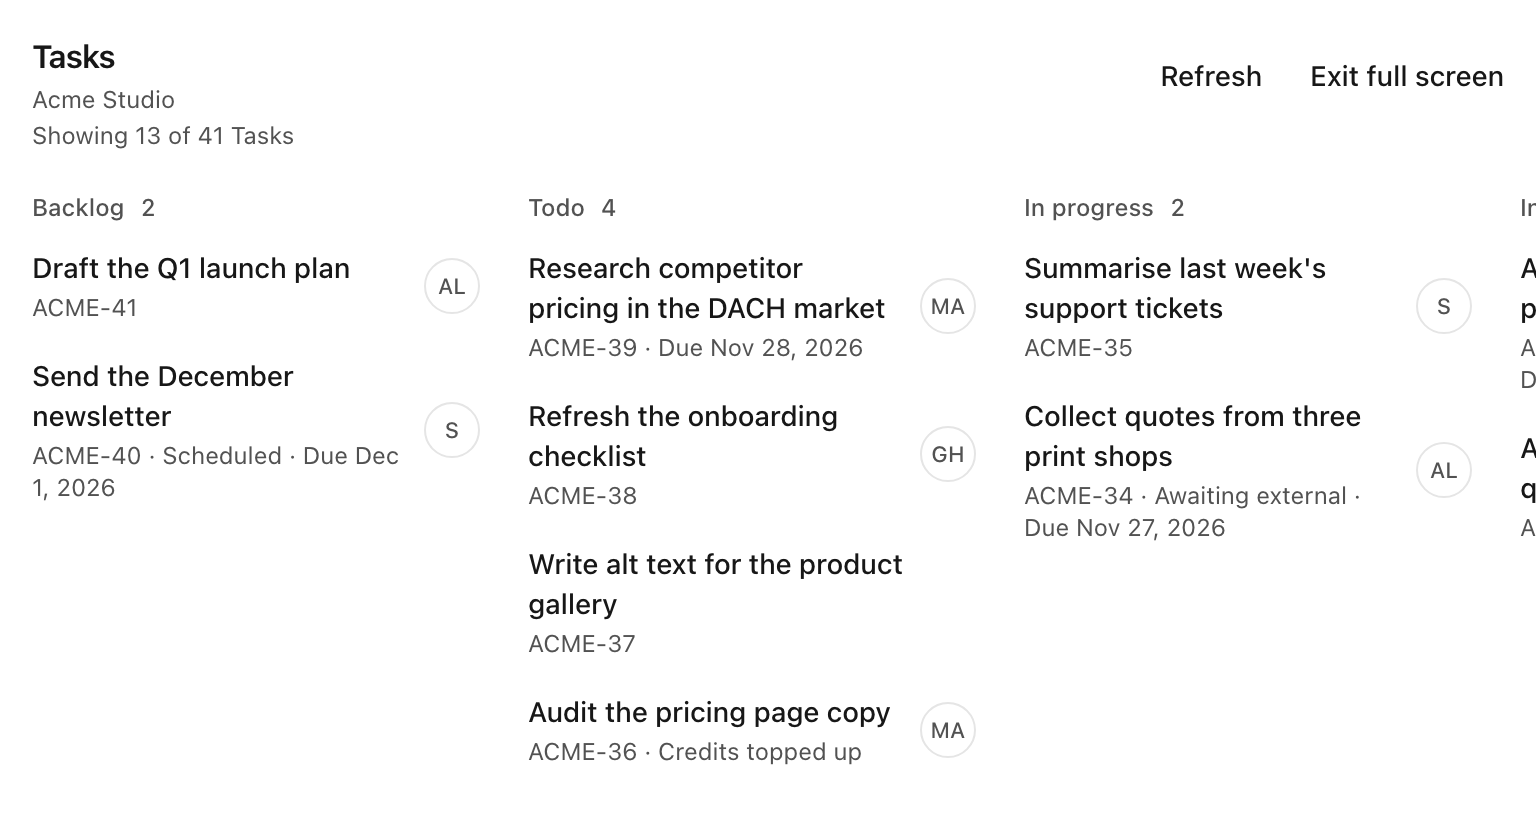 Tasks
Acme Studio
Showing 13 of 41 Tasks
Refresh
Exit full screen
Backlog 2
Draft the Q1 launch plan
ACME-41
AL
Send the December
newsletter
ACME-40 · Scheduled · Due Dec
1, 2026
S
Todo 4
Research competitor
pricing in the DACH market
ACME-39 · Due Nov 28, 2026
MA
Refresh the onboarding
checklist
ACME-38
GH
Write alt text for the product
gallery
ACME-37
Audit the pricing page copy
ACME-36 · Credits topped up
MA
In progress 2
Summarise last week's
support tickets
ACME-35
S
Collect quotes from three
print shops
ACME-34 · Awaiting external ·
Due Nov 27, 2026
AL